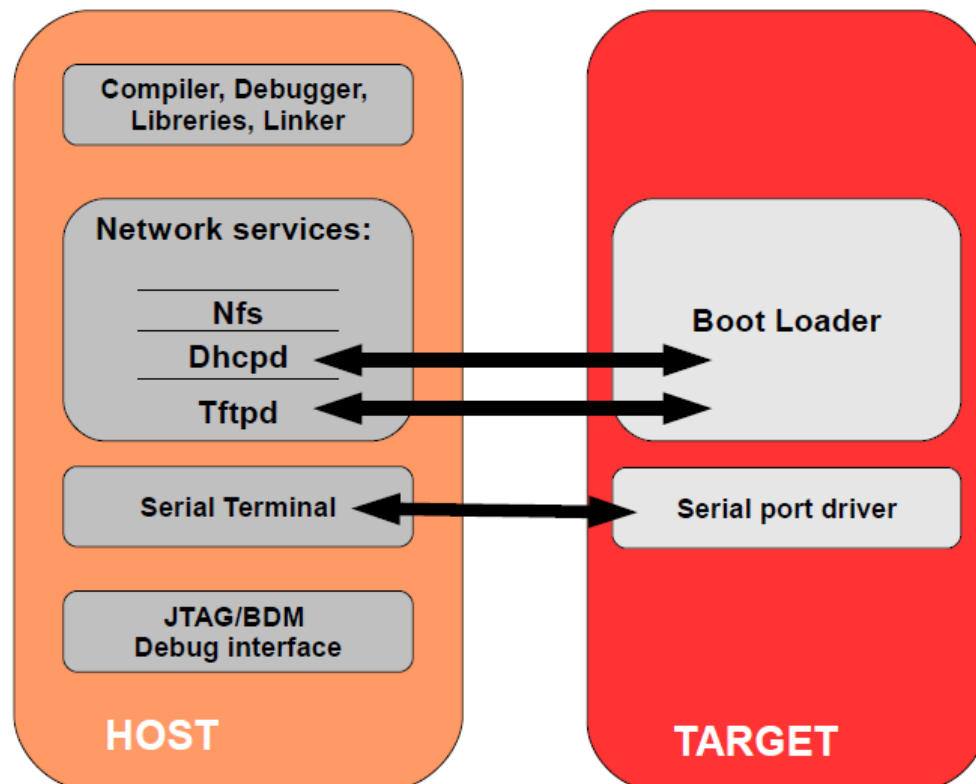 Compiler, Debugger,
Libreries, Linker
Network services:
Nfs
Dhcpd
Tftpd
Serial Terminal
JTAG/BDM
Debug interface
HOST
Boot Loader
Serial port driver
TARGET